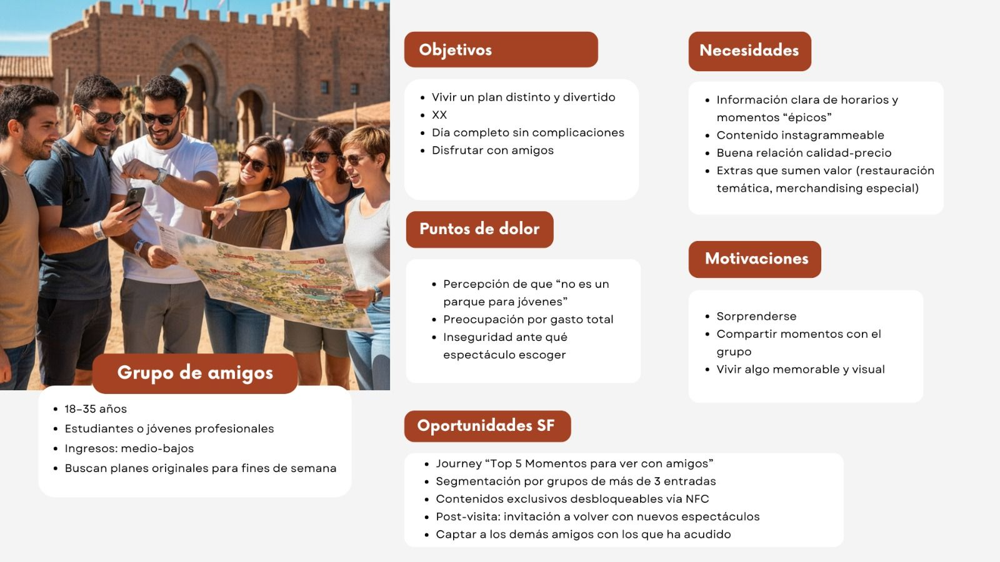 Grupo de amigos
18–35 años
Estudiantes o jóvenes profesionales
Ingresos: medio-bajos
Buscan planes originales para fines de semana
Objetivos
Vivir un plan distinto y divertido
XX
Día completo sin complicaciones
Disfrutar con amigos
Puntos de dolor
Percepción de que “no es un
parque para jóvenes”
Preocupación por gasto total
Inseguridad ante qué
espectáculo escoger
Necesidades
Información clara de horarios y
momentos “épicos”
Contenido instagrammeable
Buena relación calidad-precio
Extras que sumen valor (restauración
temática, merchandising especial)
Motivaciones
Sorprenderse
Compartir momentos con el
grupo
Vivir algo memorable y visual
Oportunidades SF
Journey “Top 5 Momentos para ver con amigos”
Segmentación por grupos de más de 3 entradas
Contenidos exclusivos desbloqueables vía NFC
Post-visita: invitación a volver con nuevos espectáculos
Captar a los demás amigos con los que ha acudido